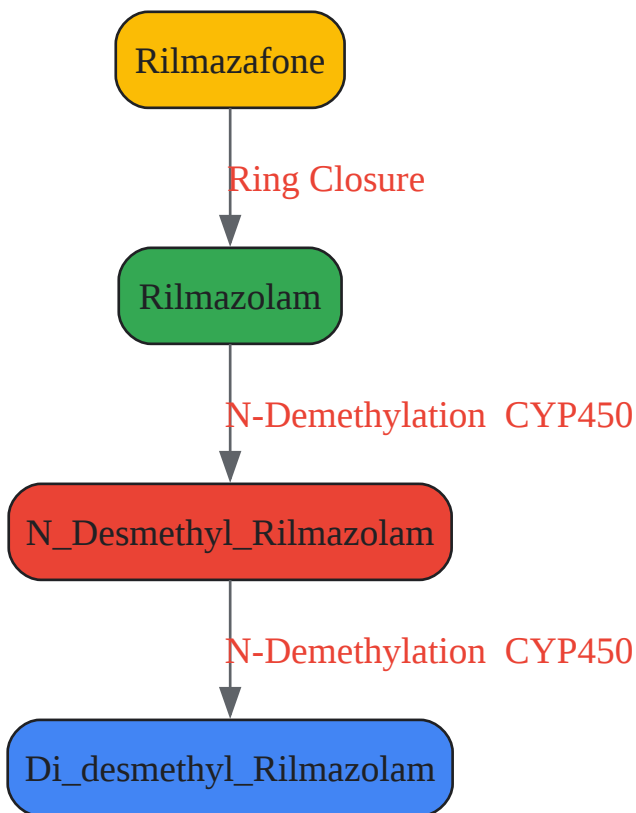 Rilmazafone
Ring Closure
Rilmazolam
N-Demethylation  CYP450
N_Desmethyl_Rilmazolam
N-Demethylation  CYP450
Di_desmethyl_Rilmazolam